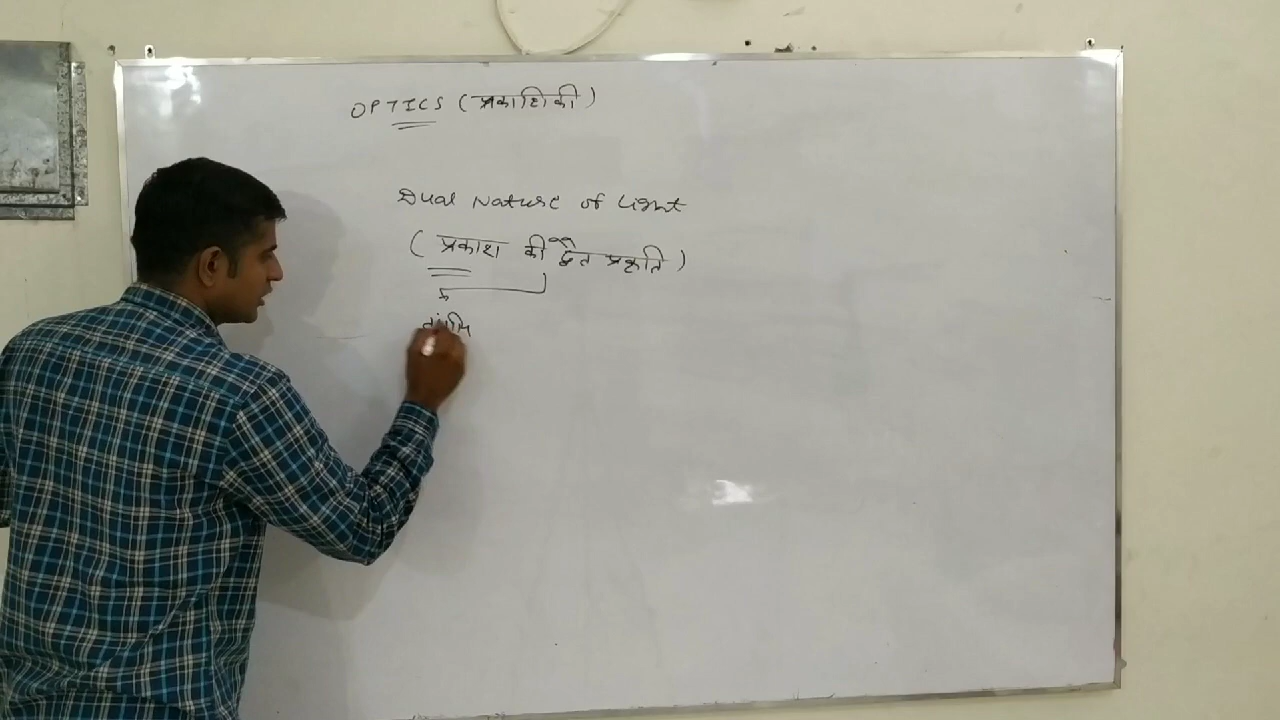 OPTICS (प्रकाशिकी)
Dual Nature of Light
(प्रकाश की द्वैत प्रकृति)